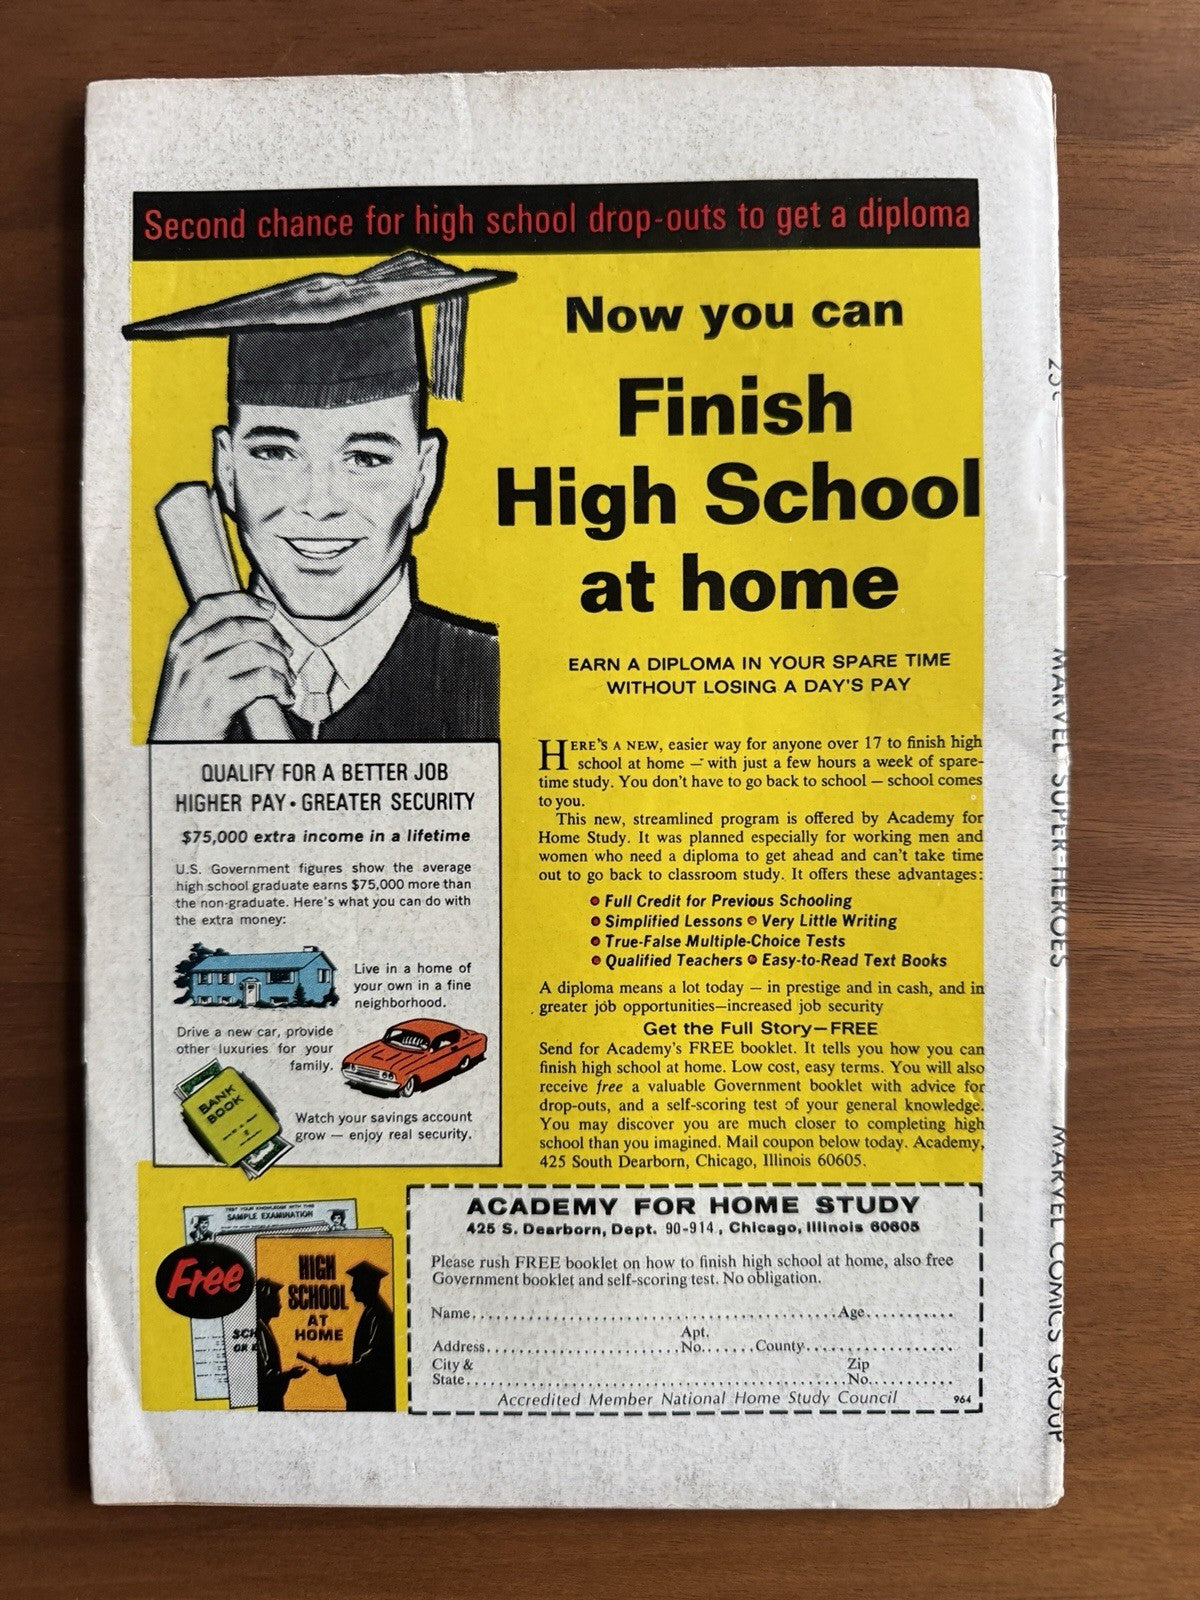 Second chance for high school drop-outs to get a diploma
Now you can
Finish
High School
at home
EARN A DIPLOMA IN YOUR SPARE TIME
WITHOUT LOSING A DAY'S PAY
HERE'S A NEW, easier way for anyone over 17 to finish high
school at home — with just a few hours a week of spare-
time study. You don't have to go back to school — school comes
to you.
This new, streamlined program is offered by Academy for
Home Study. It was planned especially for working men and
women who need a diploma to get ahead and can't take time
out to go back to classroom study. It offers these advantages:
• Full Credit for Previous Schooling
• Simplified Lessons • Very Little Writing
• True-False Multiple-Choice Tests
• Qualified Teachers • Easy-to-Read Text Books
A diploma means a lot today — in prestige and in cash, and in
greater job opportunities—increased job security
Get the Full Story—FREE
Send for Academy's FREE booklet. It tells you how you can
finish high school at home. Low cost, easy terms. You will also
receive free a valuable Government booklet with advice for
drop-outs, and a self-scoring test of your general knowledge.
You may discover you are much closer to completing high
school than you imagined. Mail coupon below today. Academy,
425 South Dearborn, Chicago, Illinois 60605.
QUALIFY FOR A BETTER JOB
HIGHER PAY • GREATER SECURITY
$75,000 extra income in a lifetime
U.S. Government figures show the average
high school graduate earns $75,000 more than
the non-graduate. Here's what you can do with
the extra money:
Live in a home of
your own in a fine
neighborhood.
Drive a new car, provide
other luxuries for your
family.
BANK
BOOK
Watch your savings account
grow — enjoy real security.
TEST YOUR KNOWLEDGE WITH THIS
SAMPLE EXAMINATION
Free
HIGH
SCHOOL
AT
HOME
ACADEMY FOR HOME STUDY
425 S. Dearborn, Dept. 90-914, Chicago, Illinois 60605
Please rush FREE booklet on how to finish high school at home, also free
Government booklet and self-scoring test. No obligation.
Name.......Age.......
Apt.
Address.......No.......County.......
City & Zip
State.......No.......
Accredited Member National Home Study Council 964
25¢
MARVEL SUPER-HEROES
MARVEL COMICS GROUP